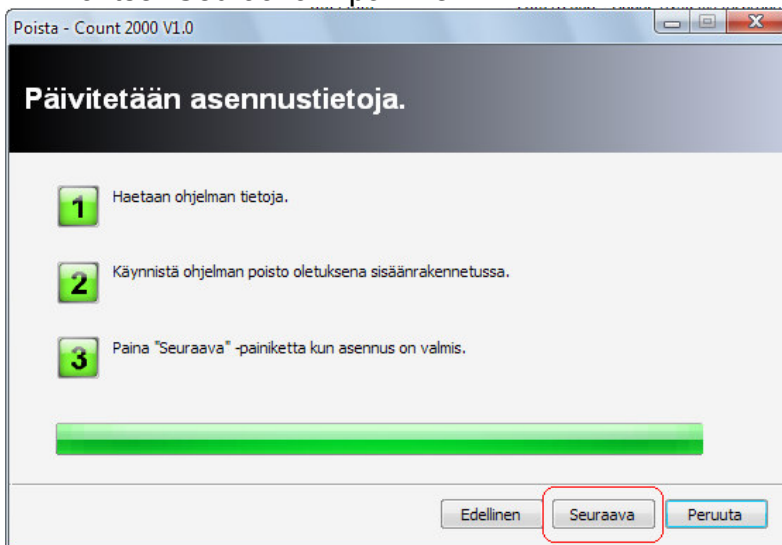 Poista - Count 2000 V1.0
Päivitetään asennustietoja.
1 Haetaan ohjelman tietoja.
2 Käynnistä ohjelman poisto oletuksena sisäänrakennetussa.
3 Paina "Seuraava" -painiketta kun asennus on valmis.
Edellinen Seuraava Peruuta